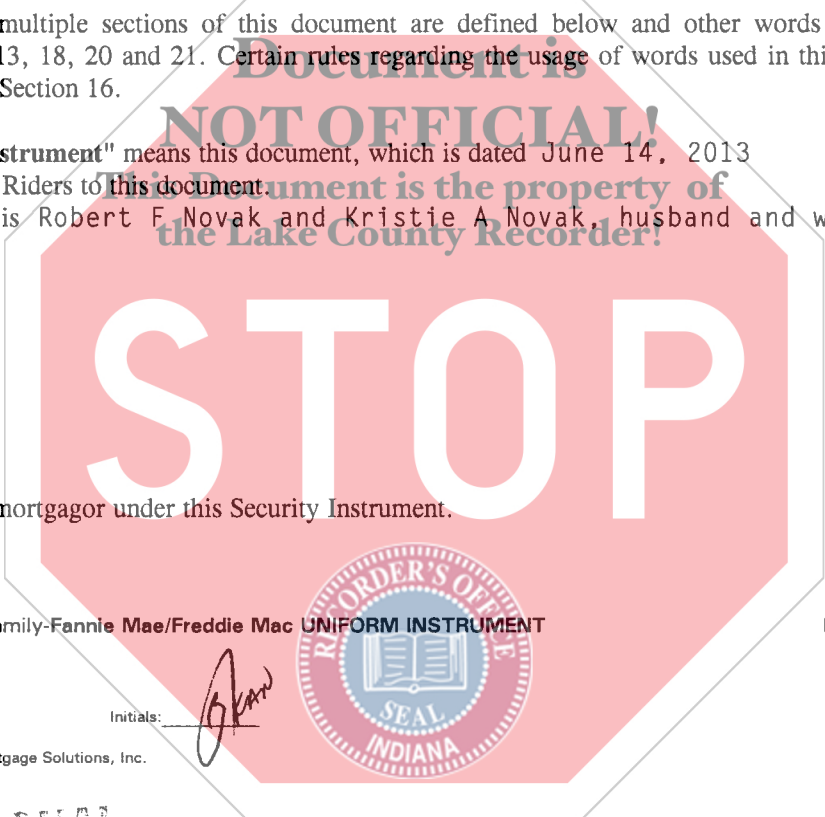 multiple sections of this document are defined below and other words
13, 18, 20 and 21. Certain rules regarding the usage of words used in thi
Document is
Section 16.
NOT OFFICIAL!
strument" means this document, which is dated June 14, 2013
Riders to this document.
This Document is the property of
is Robert F Novak and Kristie A Novak, husband and w
the Lake County Recorder!
STOP
mortgagor under this Security Instrument.
RECORDER'S OFFICE
mily-Fannie Mae/Freddie Mac UNIFORM INSTRUMENT
SEAL
INDIANA
Initials: KAN
tgage Solutions, Inc.